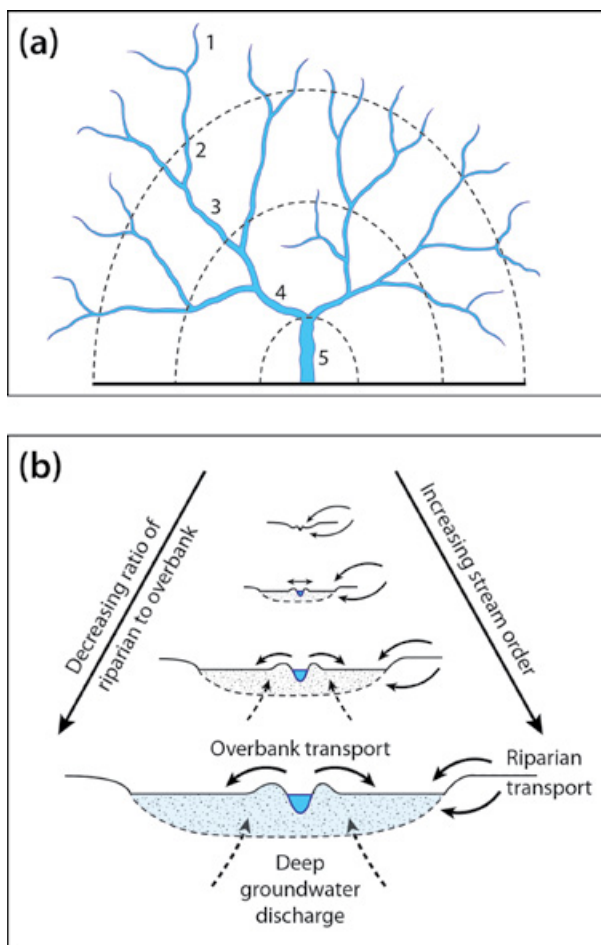 (a)
1
2
3
4
5
(b)
Decreasing ratio of
riparian to overbank
Increasing stream order
Overbank transport
Riparian
transport
Deep
groundwater
discharge